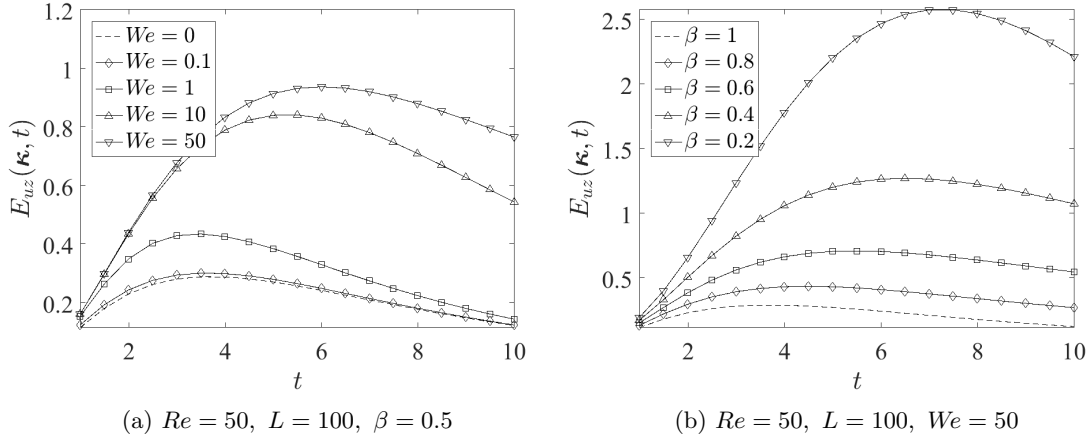 1.2
1
0.8
0.6
0.4
0.2
2
4
6
8
10
t
E_{uz}(κ, t)
We = 0
We = 0.1
We = 1
We = 10
We = 50
(a) Re = 50, L = 100, β = 0.5
2.5
2
1.5
1
0.5
2
4
6
8
10
t
E_{uz}(κ, t)
β = 1
β = 0.8
β = 0.6
β = 0.4
β = 0.2
(b) Re = 50, L = 100, We = 50